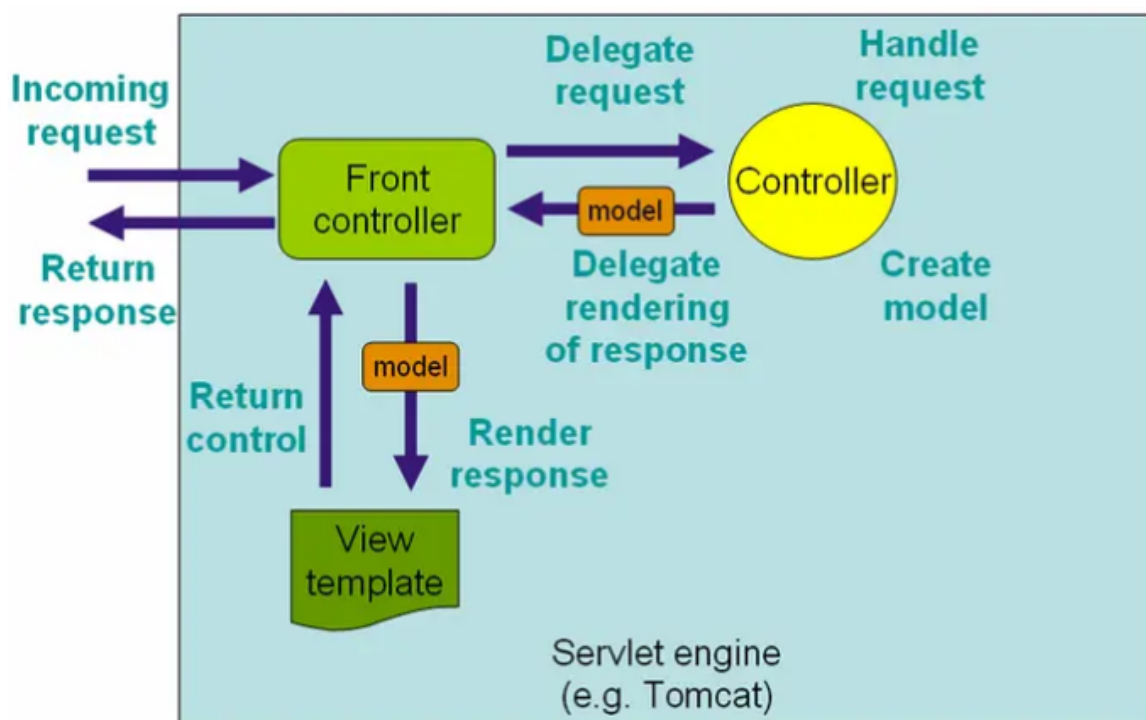 Incoming
request
Return
response
Front
controller
Delegate
request
Handle
request
Controller
model
Delegate
rendering
of response
Create
model
model
Return
control
Render
response
View
template
Servlet engine
(e.g. Tomcat)